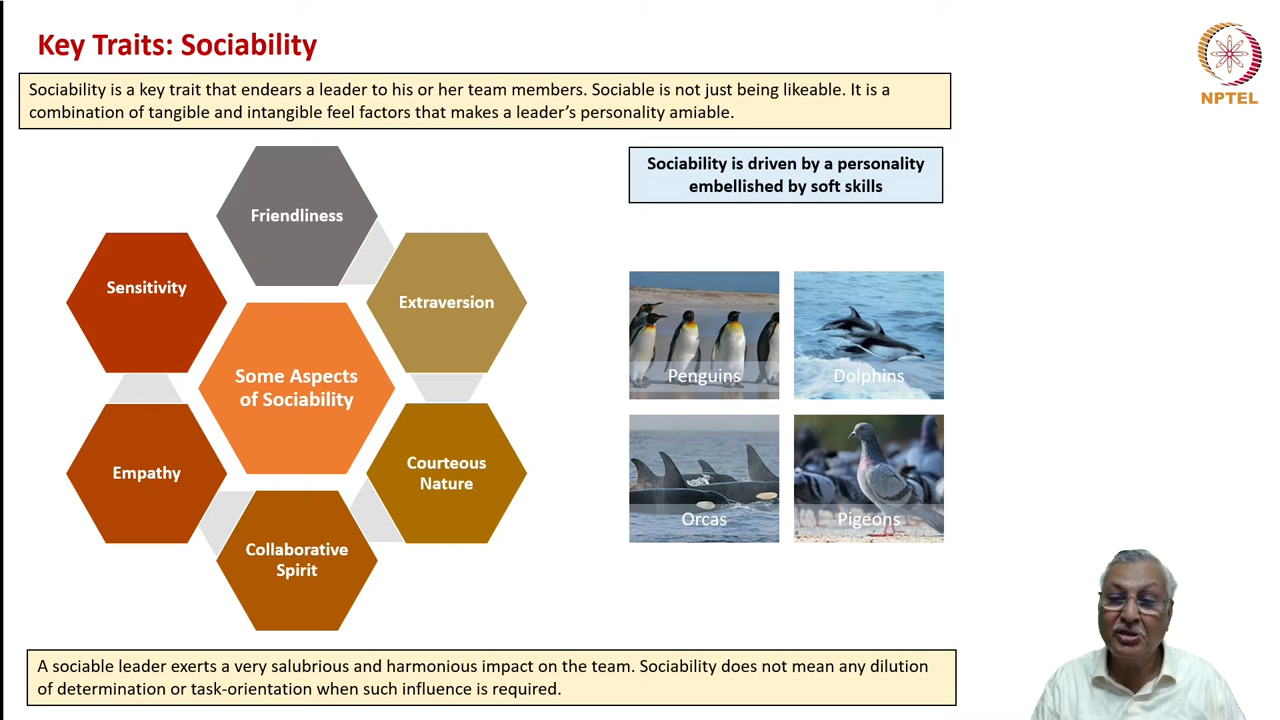 Key Traits: Sociability
NPTEL
Sociability is a key trait that endears a leader to his or her team members. Sociable is not just being likeable. It is a
combination of tangible and intangible feel factors that makes a leader’s personality amiable.
Friendliness
Sensitivity
Extraversion
Some Aspects
of Sociability
Empathy
Courteous
Nature
Collaborative
Spirit
Sociability is driven by a personality
embellished by soft skills
Penguins
Dolphins
Orcas
Pigeons
A sociable leader exerts a very salubrious and harmonious impact on the team. Sociability does not mean any dilution
of determination or task-orientation when such influence is required.